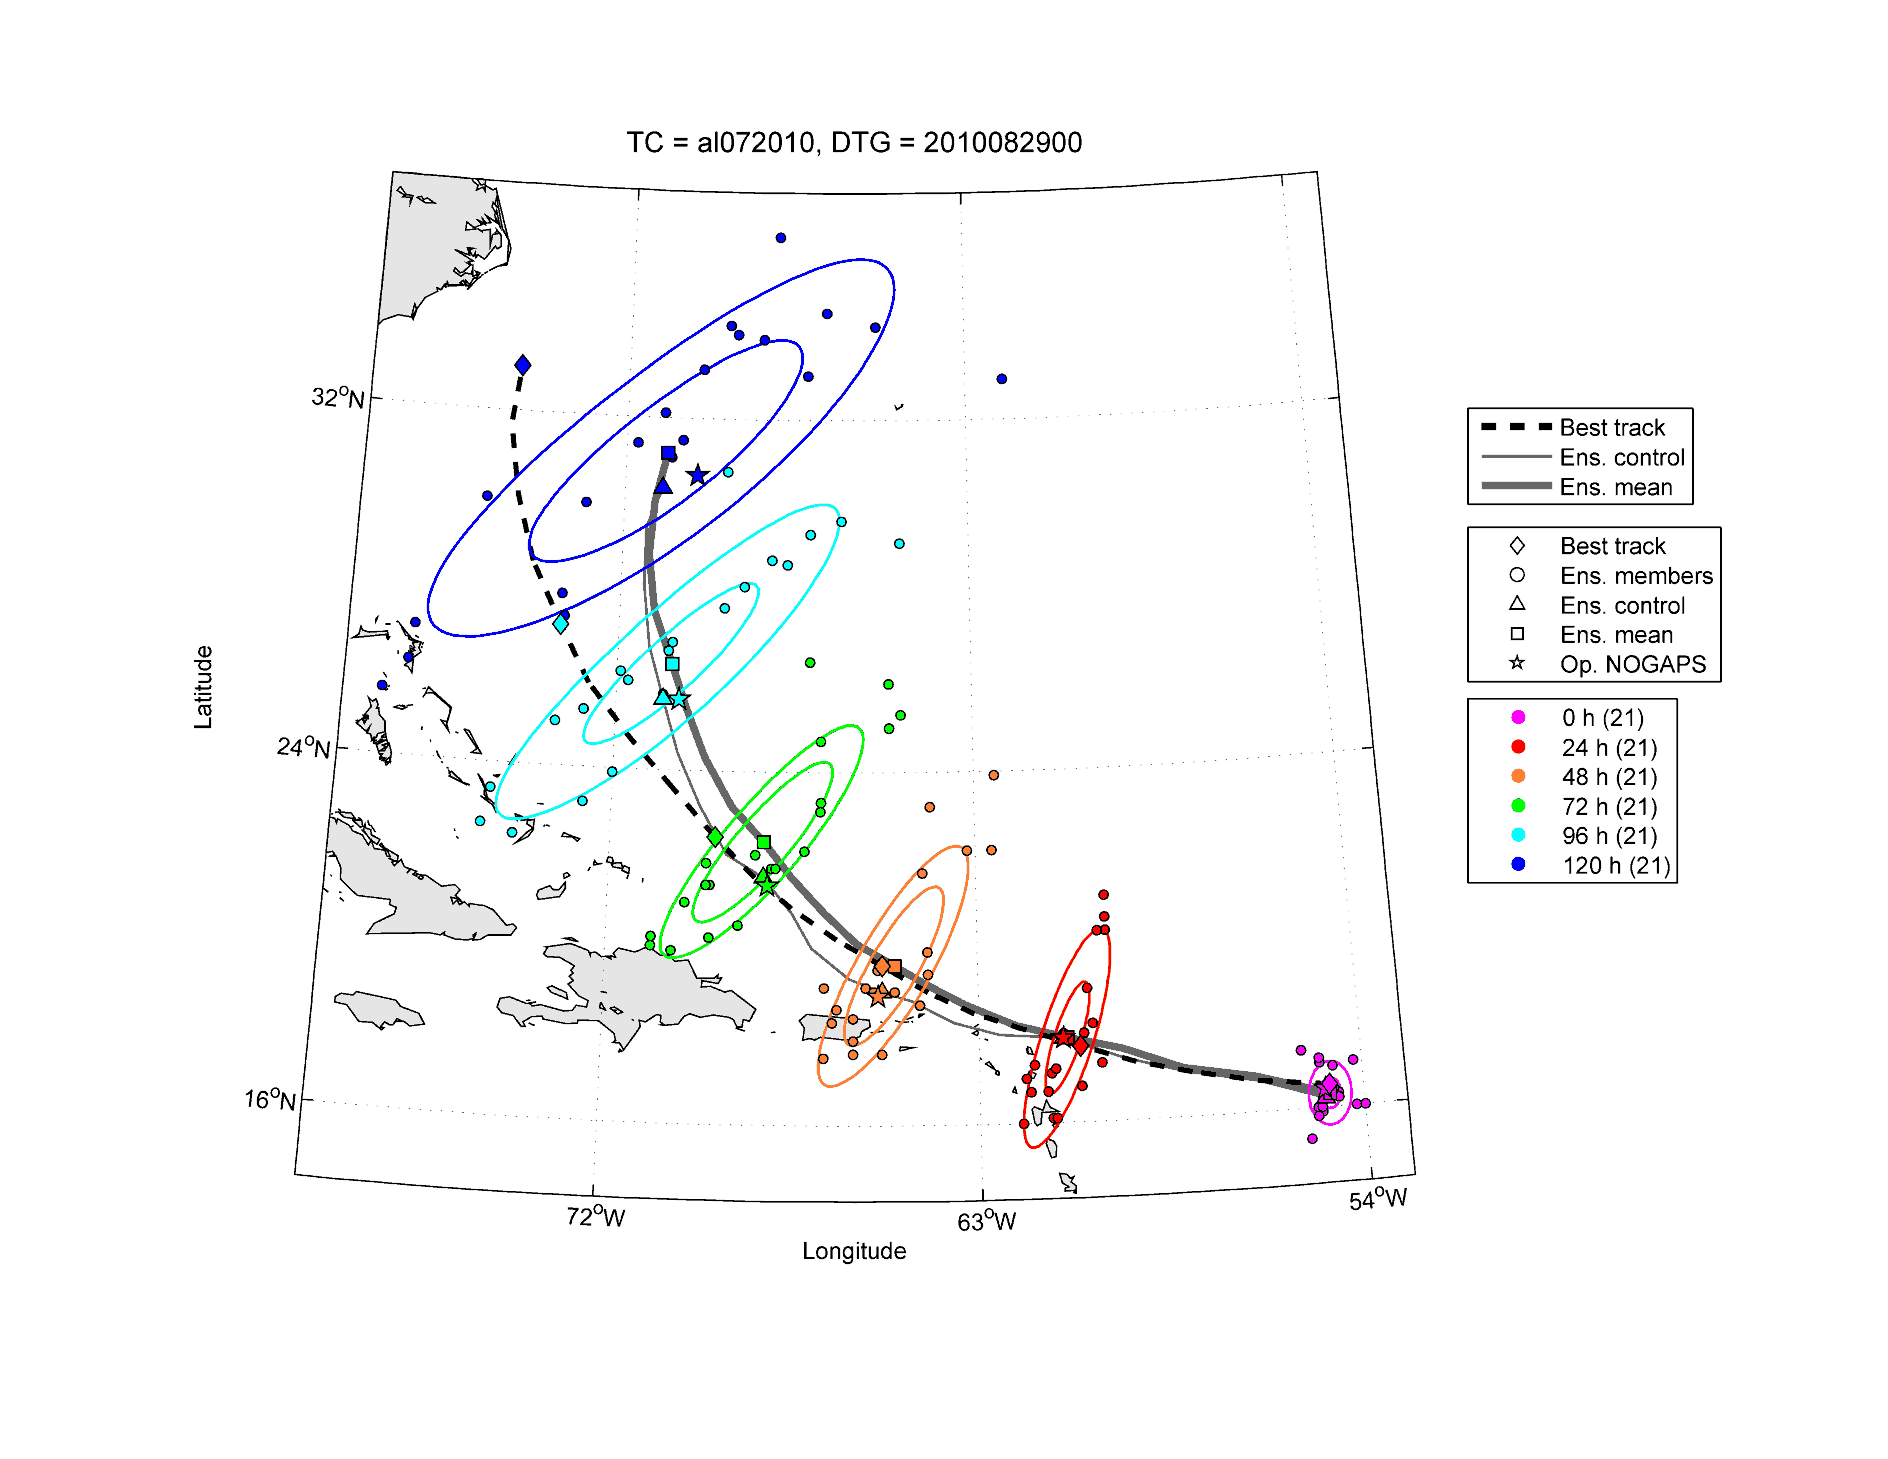 TC = al072010, DTG = 2010082900
32°N
24°N
16°N
72°W
63°W
54°W
Longitude
Latitude
Best track
Ens. control
Ens. mean
Best track
Ens. members
Ens. control
Ens. mean
Op. NOGAPS
0 h (21)
24 h (21)
48 h (21)
72 h (21)
96 h (21)
120 h (21)